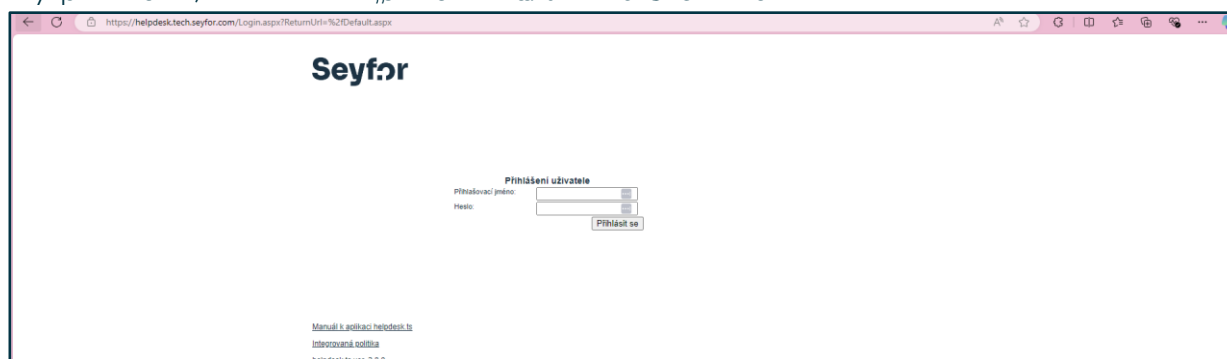 https://helpdesk.tech.seyfor.com/Login.aspx?ReturnUrl=%2fDefault.aspx
Seyfor
Přihlášení uživatele
Přihlašovací jméno:
Heslo:
Přihlásit se
Manuál k aplikaci helpdesk.ts
Integrovaná politika